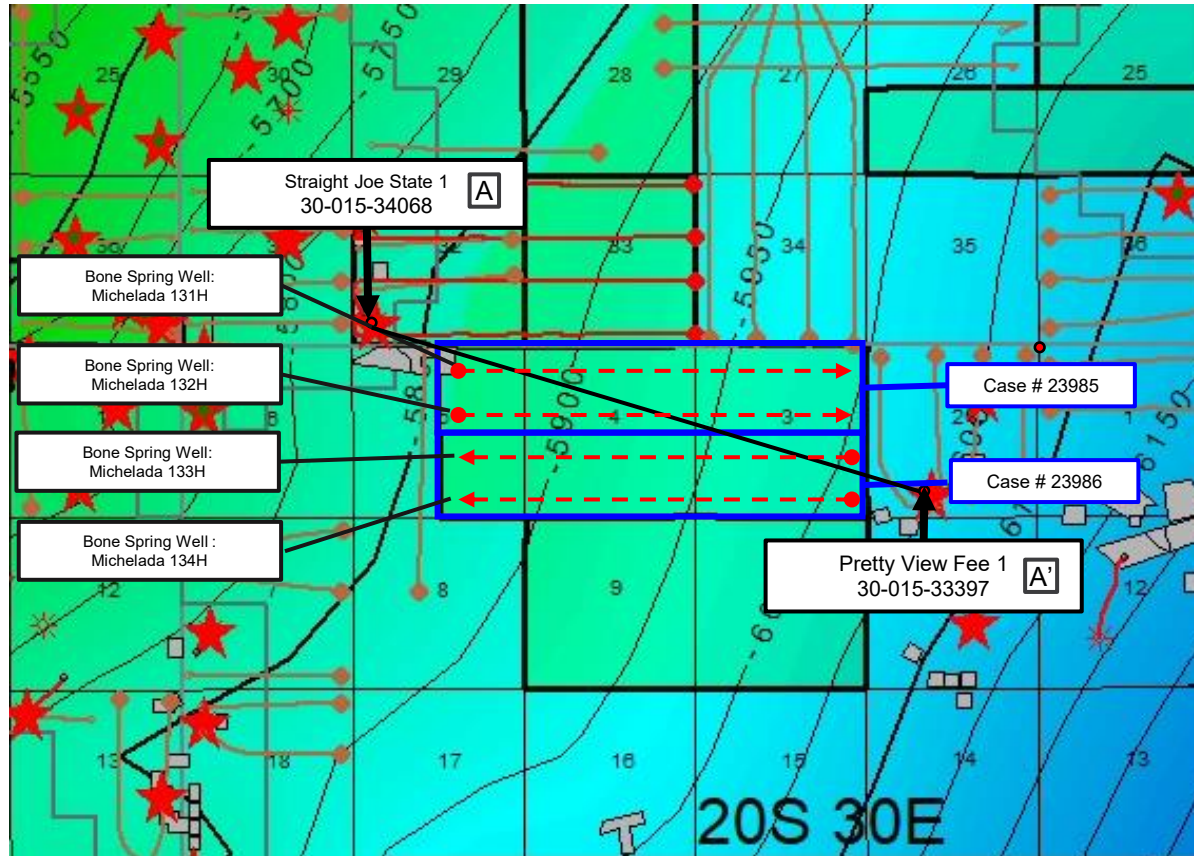 -5550
-5700
-5750
25
30
29
28
27
26
25
Straight Joe State 1
30-015-34068
A
33
34
35
36
-5950
Bone Spring Well:
Michelada 131H
Bone Spring Well:
Michelada 132H
Bone Spring Well:
Michelada 133H
Bone Spring Well :
Michelada 134H
-5900
4
3
1
6150
Case # 23985
Case # 23986
Pretty View Fee 1
30-015-33397
A'
12
8
9
12
13
18
17
16
15
14
13
20S 30E